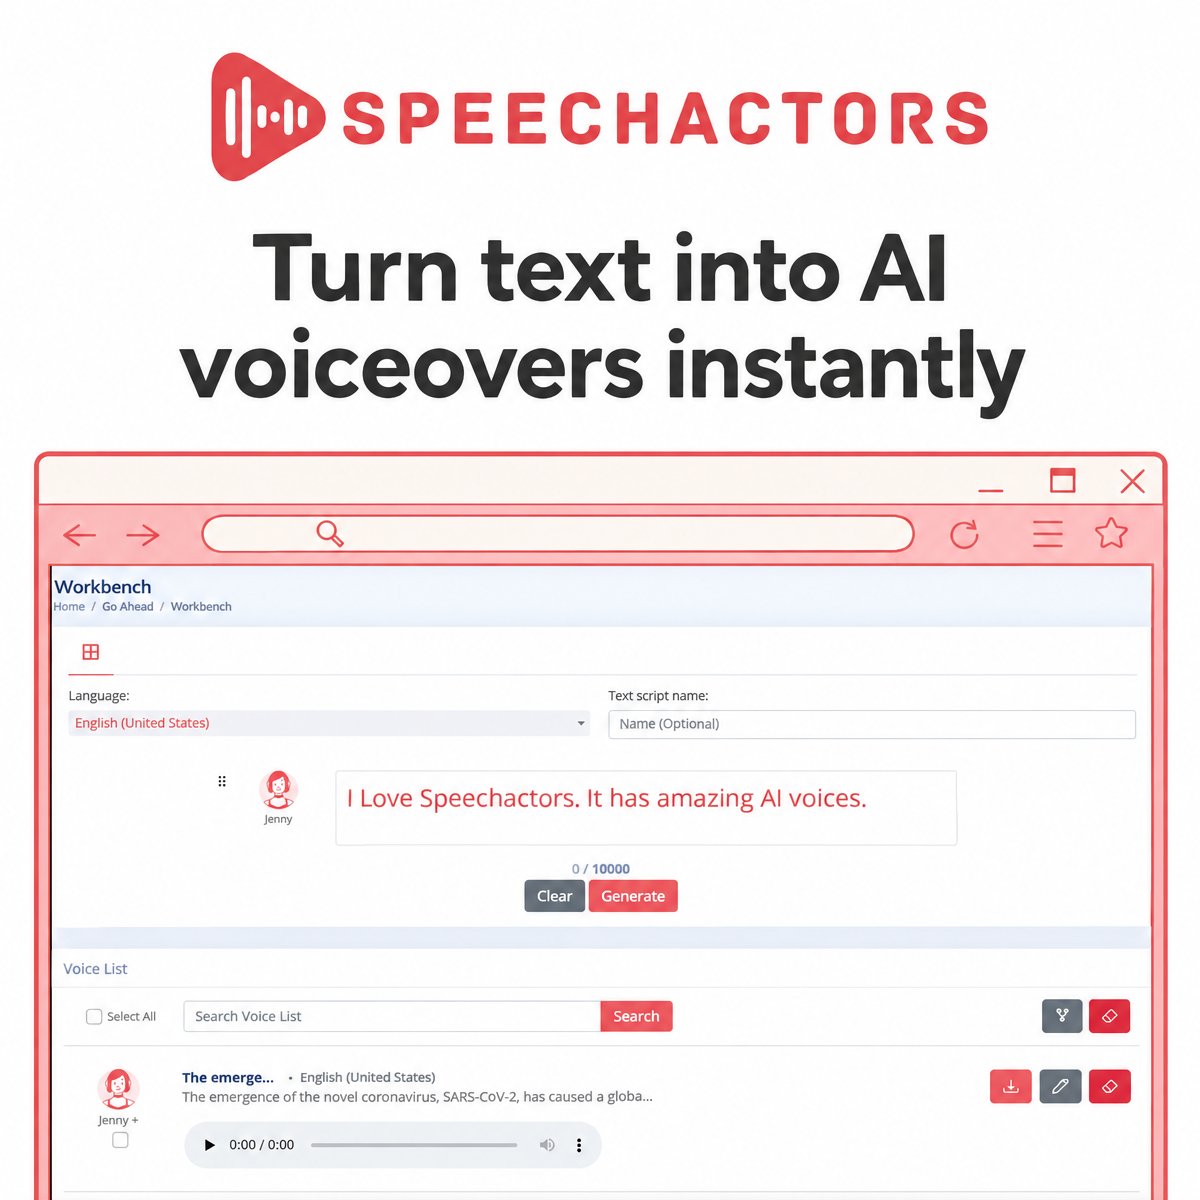 SPEECHACTORS
Turn text into AI
voiceovers instantly
Workbench
Home / Go Ahead / Workbench
Language:
Text script name:
English (United States)
Name (Optional)
I Love Speechactors. It has amazing AI voices.
Jenny
0 / 10000
Clear
Generate
Voice List
Select All
Search Voice List
Search
The emerge... • English (United States)
The emergence of the novel coronavirus, SARS-CoV-2, has caused a globa...
Jenny +
0:00 / 0:00